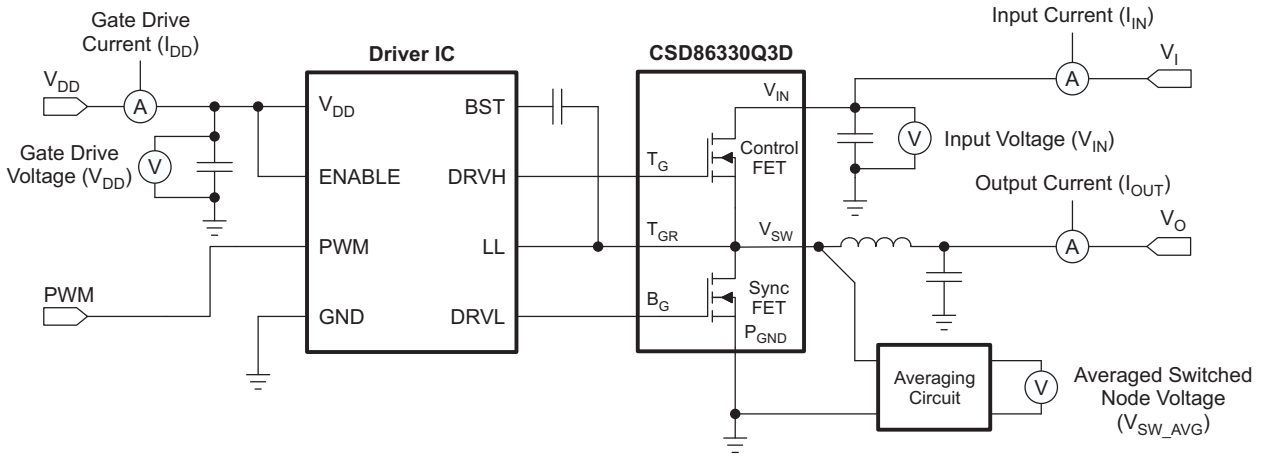 Gate Drive
Current (I_DD)
V_DD
A
Gate Drive
Voltage (V_DD)
V
PWM
Driver IC
V_DD
ENABLE
PWM
GND
BST
DRVH
LL
DRVL
CSD86330Q3D
V_IN
Control
FET
T_G
T_GR
V_SW
B_G
Sync
FET
P_GND
Input Current (I_IN)
A
V_I
V
Input Voltage (V_IN)
Output Current (I_OUT)
A
V_O
Averaging
Circuit
V
Averaged Switched
Node Voltage
(V_SW_AVG)